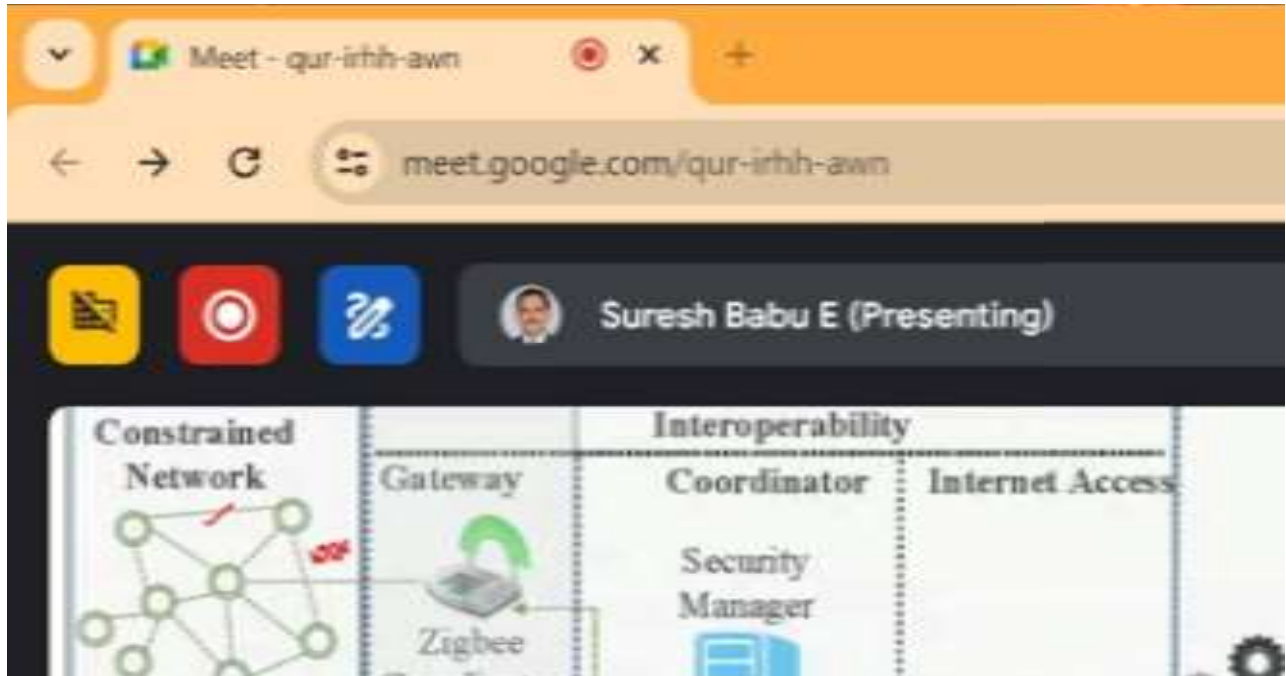 Meet - qur-irhh-awn
meet.google.com/qur-irhh-awn
Suresh Babu E (Presenting)
Constrained
Network
Interoperability
Gateway
Coordinator
Internet Access
Security
Manager
Zigbee